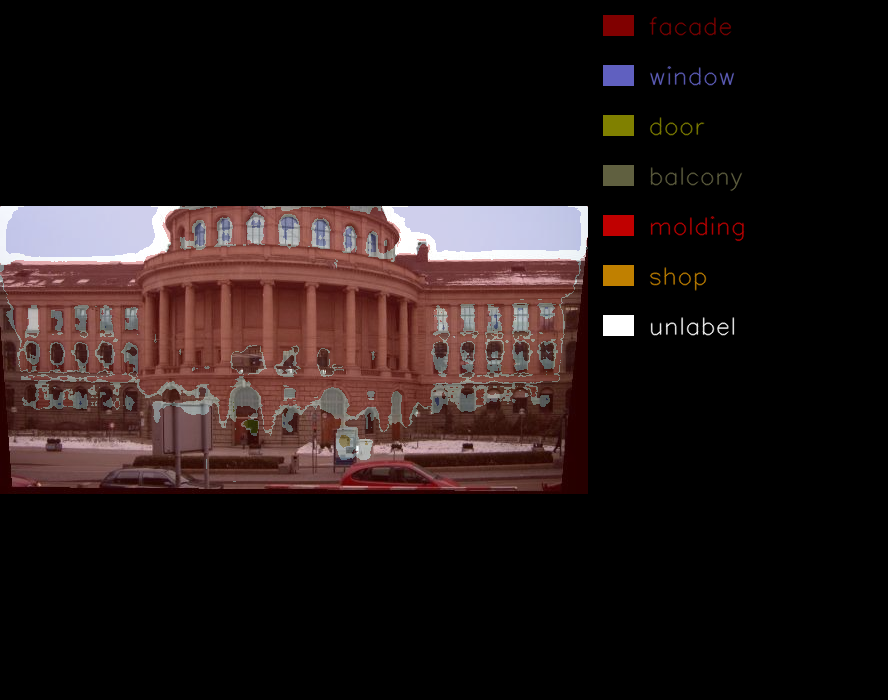 facade
window
door
balcony
molding
shop
unlabel